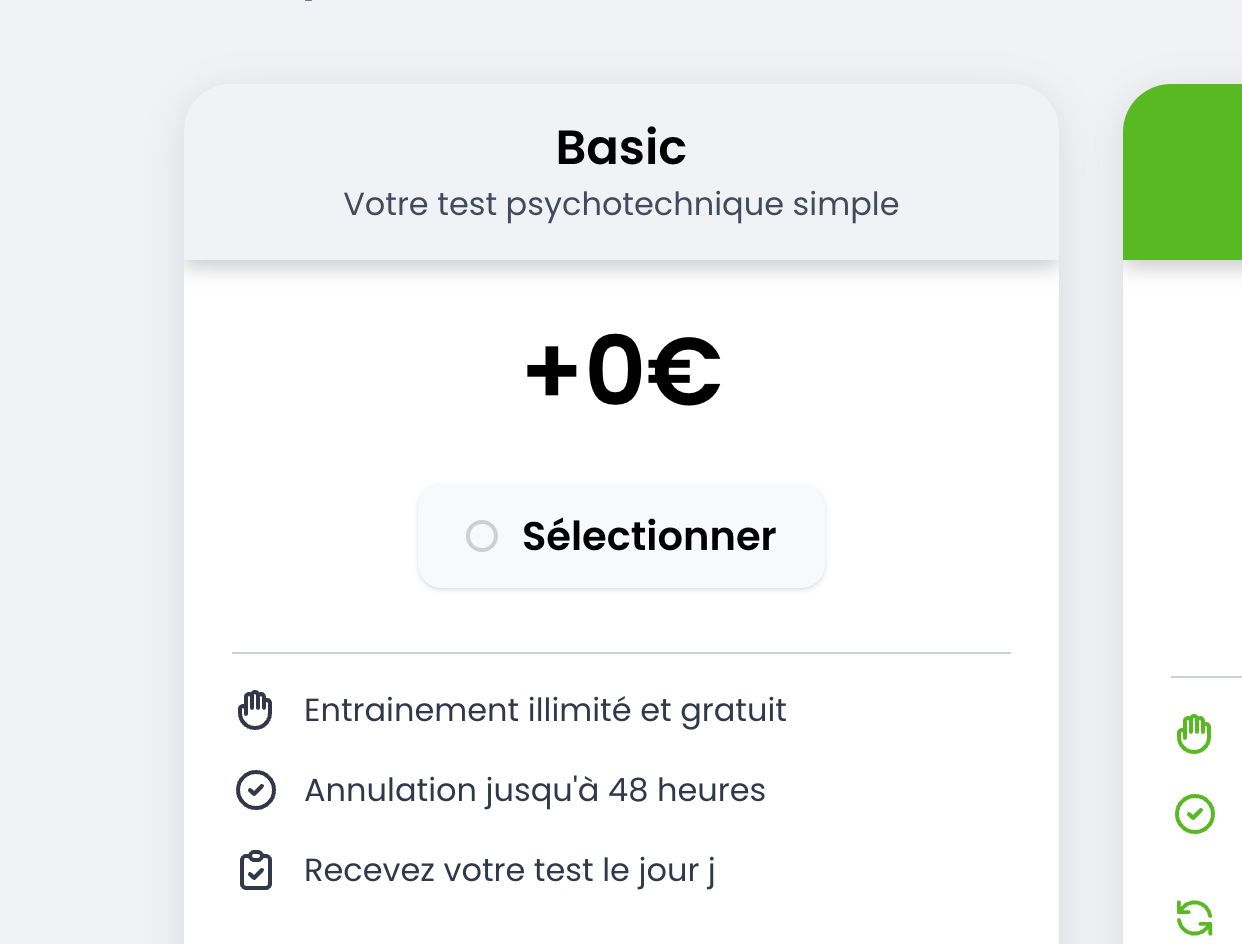 Basic
Votre test psychotechnique simple
+0€
Sélectionner
Entrainement illimité et gratuit
Annulation jusqu'à 48 heures
Recevez votre test le jour j